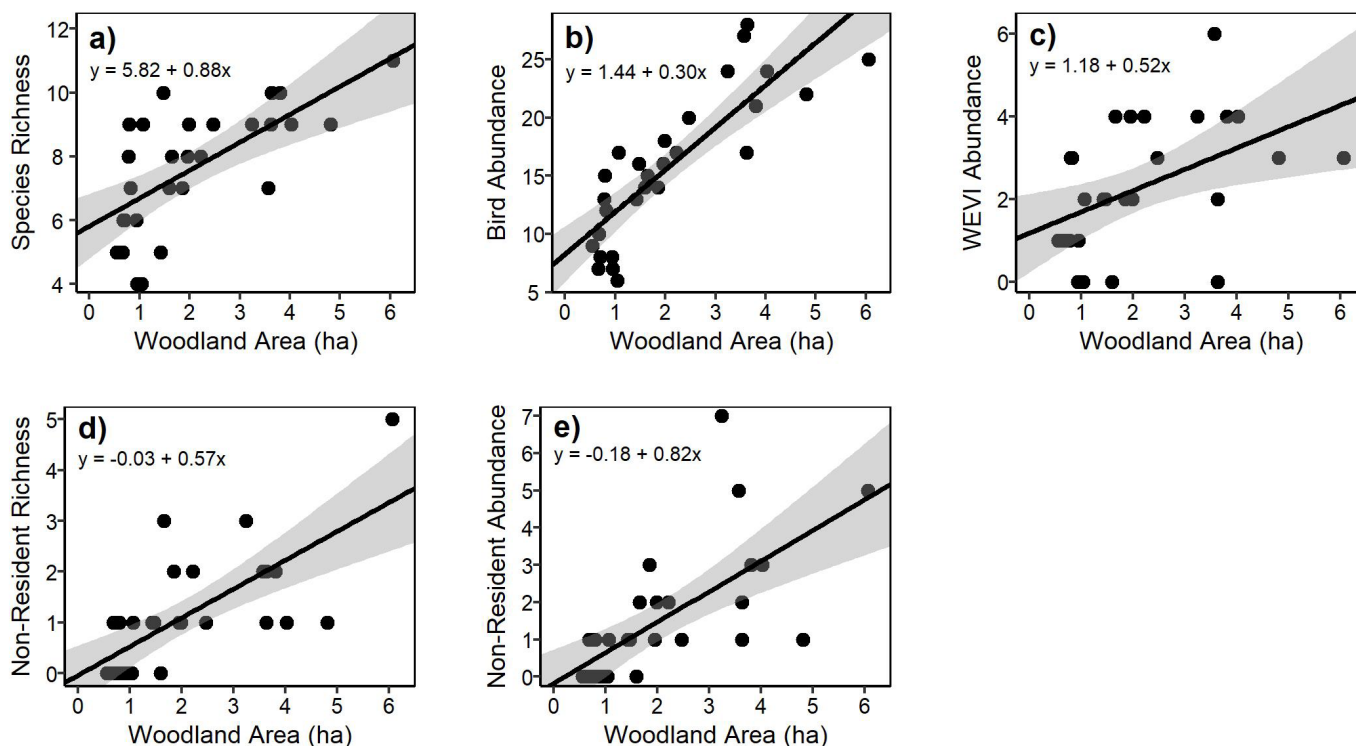 a)
y = 5.82 + 0.88x
Species Richness
12
10
8
6
4
0 1 2 3 4 5 6
Woodland Area (ha)
b)
y = 1.44 + 0.30x
Bird Abundance
25
20
15
10
5
0 1 2 3 4 5 6
Woodland Area (ha)
c)
y = 1.18 + 0.52x
WEVI Abundance
6
4
2
0
0 1 2 3 4 5 6
Woodland Area (ha)
d)
y = -0.03 + 0.57x
Non-Resident Richness
5
4
3
2
1
0
0 1 2 3 4 5 6
Woodland Area (ha)
e)
y = -0.18 + 0.82x
Non-Resident Abundance
7
6
5
4
3
2
1
0
0 1 2 3 4 5 6
Woodland Area (ha)